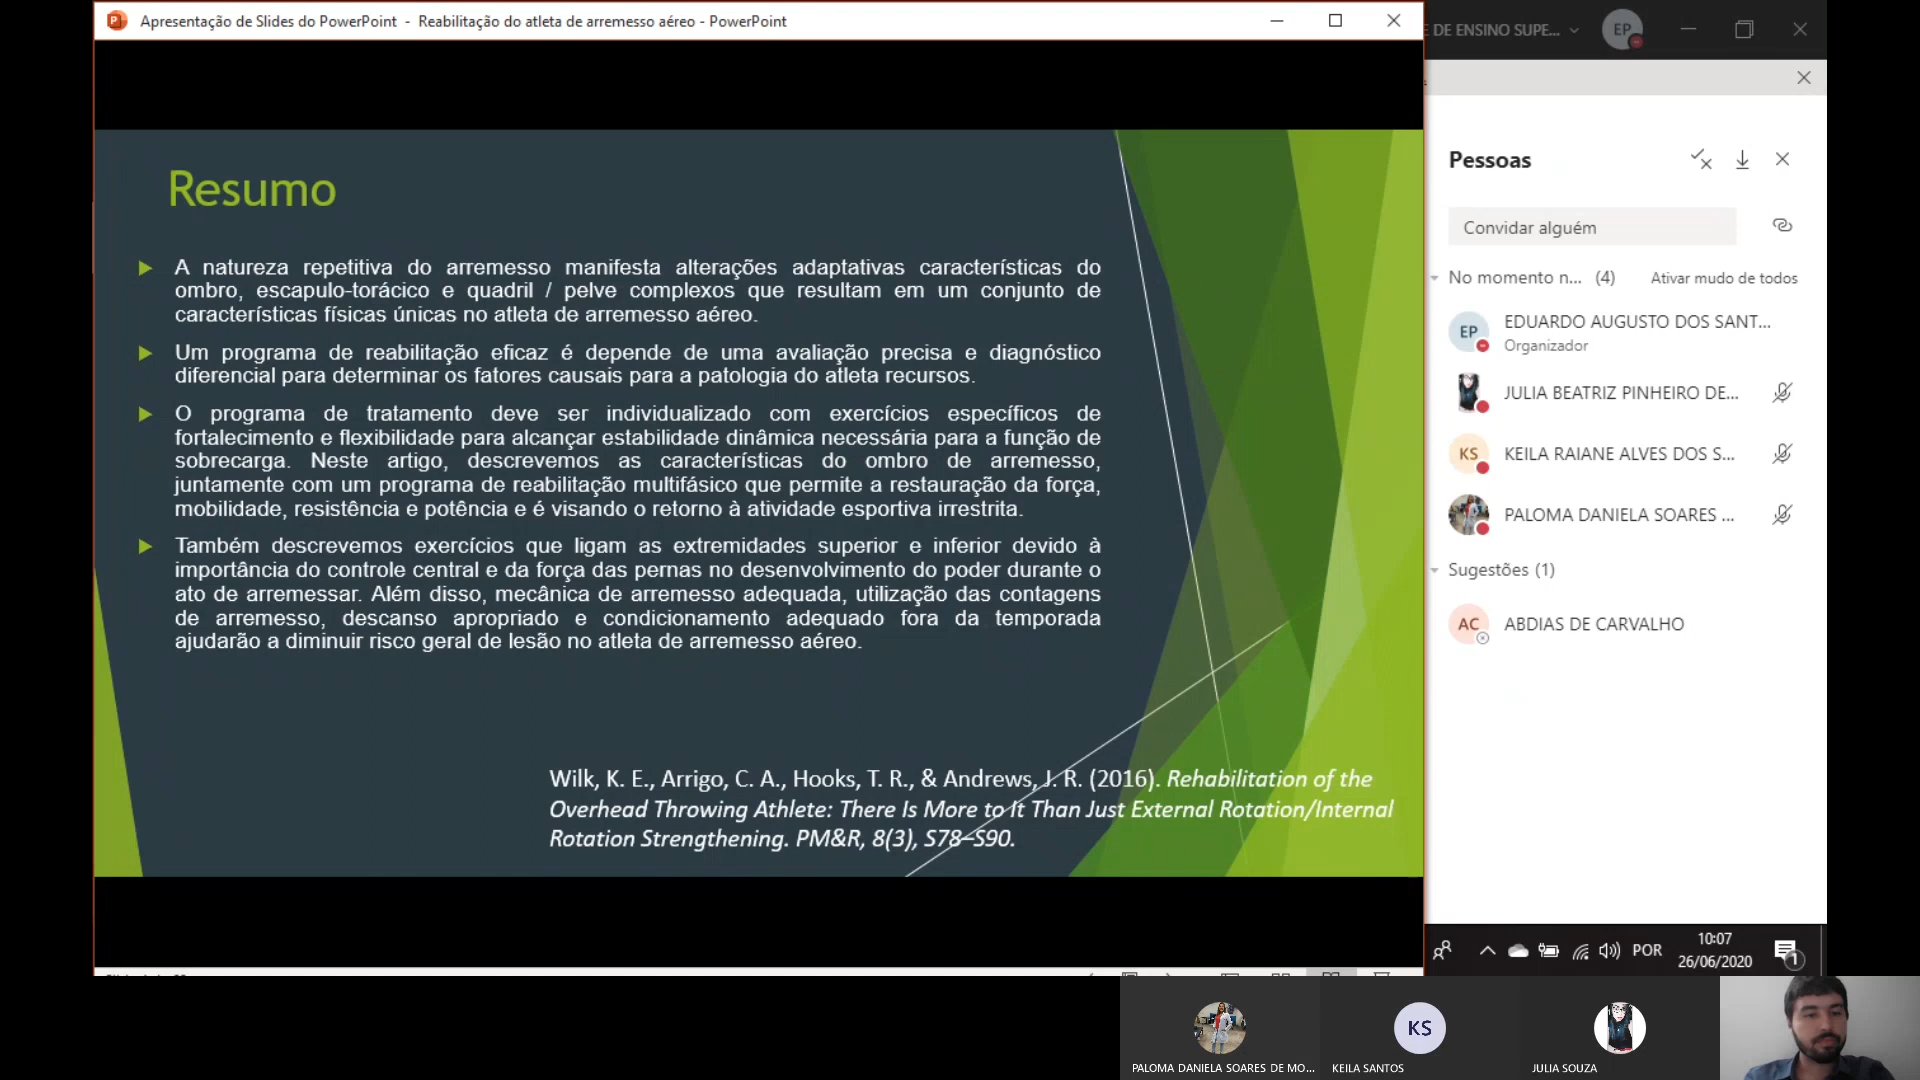 Apresentação de Slides do PowerPoint - Reabilitação do atleta de arremesso aéreo - PowerPoint
DE ENSINO SUPE...
EP
Resumo
A natureza repetitiva do arremesso manifesta alterações adaptativas características do
ombro, escapulo-torácico e quadril / pelve complexos que resultam em um conjunto de
características físicas únicas no atleta de arremesso aéreo.
Um programa de reabilitação eficaz é depende de uma avaliação precisa e diagnóstico
diferencial para determinar os fatores causais para a patologia do atleta recursos.
O programa de tratamento deve ser individualizado com exercícios específicos de
fortalecimento e flexibilidade para alcançar estabilidade dinâmica necessária para a função de
sobrecarga. Neste artigo, descrevemos as características do ombro de arremesso,
juntamente com um programa de reabilitação multifásico que permite a restauração da força,
mobilidade, resistência e potência e é visando o retorno à atividade esportiva irrestrita.
Também descrevemos exercícios que ligam as extremidades superior e inferior devido à
importância do controle central e da força das pernas no desenvolvimento do poder durante o
ato de arremessar. Além disso, mecânica de arremesso adequada, utilização das contagens
de arremesso, descanso apropriado e condicionamento adequado fora da temporada
ajudarão a diminuir risco geral de lesão no atleta de arremesso aéreo.
Wilk, K. E., Arrigo, C. A., Hooks, T. R., & Andrews, J. R. (2016). Rehabilitation of the
Overhead Throwing Athlete: There Is More to It Than Just External Rotation/Internal
Rotation Strengthening. PM&R, 8(3), S78–S90.
Pessoas
Convidar alguém
No momento n... (4) Ativar mudo de todos
EP EDUARDO AUGUSTO DOS SANT...
Organizador
JULIA BEATRIZ PINHEIRO DE...
KS KEILA RAIANE ALVES DOS S...
PALOMA DANIELA SOARES ...
Sugestões (1)
AC ABDIAS DE CARVALHO
POR
10:07
26/06/2020
1
KS
PALOMA DANIELA SOARES DE MO...
KEILA SANTOS
JULIA SOUZA